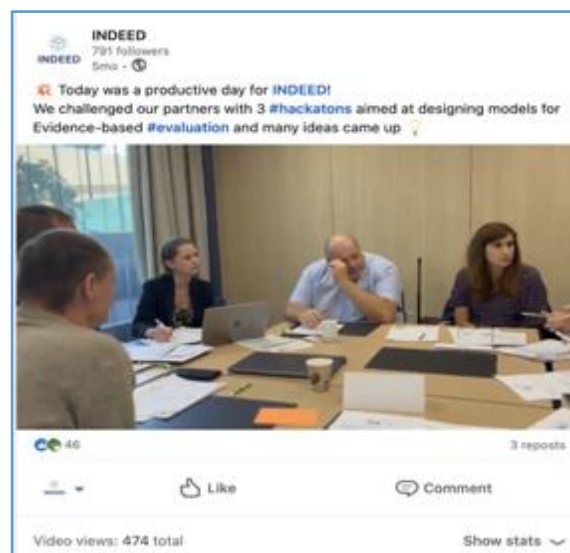 INDEED
INDEED
791 followers
5mo •
Today was a productive day for INDEED!
We challenged our partners with 3 #hackatons aimed at designing models for
Evidence-based #evaluation and many ideas came up
46
3 reposts
Like
Comment
Video views: 474 total
Show stats